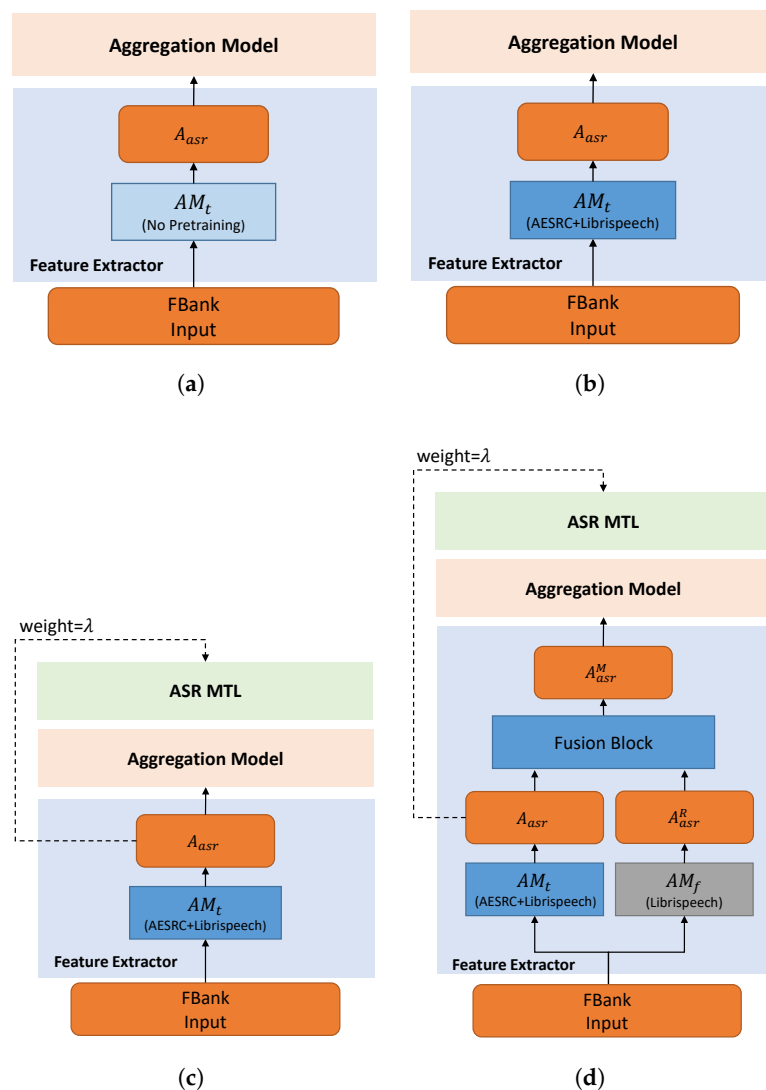 Aggregation Model
A_asr
AM_t
(No Pretraining)
Feature Extractor
FBank
Input
(a)
Aggregation Model
A_asr
AM_t
(AESRC+Librispeech)
Feature Extractor
FBank
Input
(b)
weight=λ
ASR MTL
Aggregation Model
A_asr
AM_t
(AESRC+Librispeech)
Feature Extractor
FBank
Input
(c)
weight=λ
ASR MTL
Aggregation Model
A^M_asr
Fusion Block
A_asr
A^R_asr
AM_t
(AESRC+Librispeech)
AM_f
(Librispeech)
Feature Extractor
FBank
Input
(d)